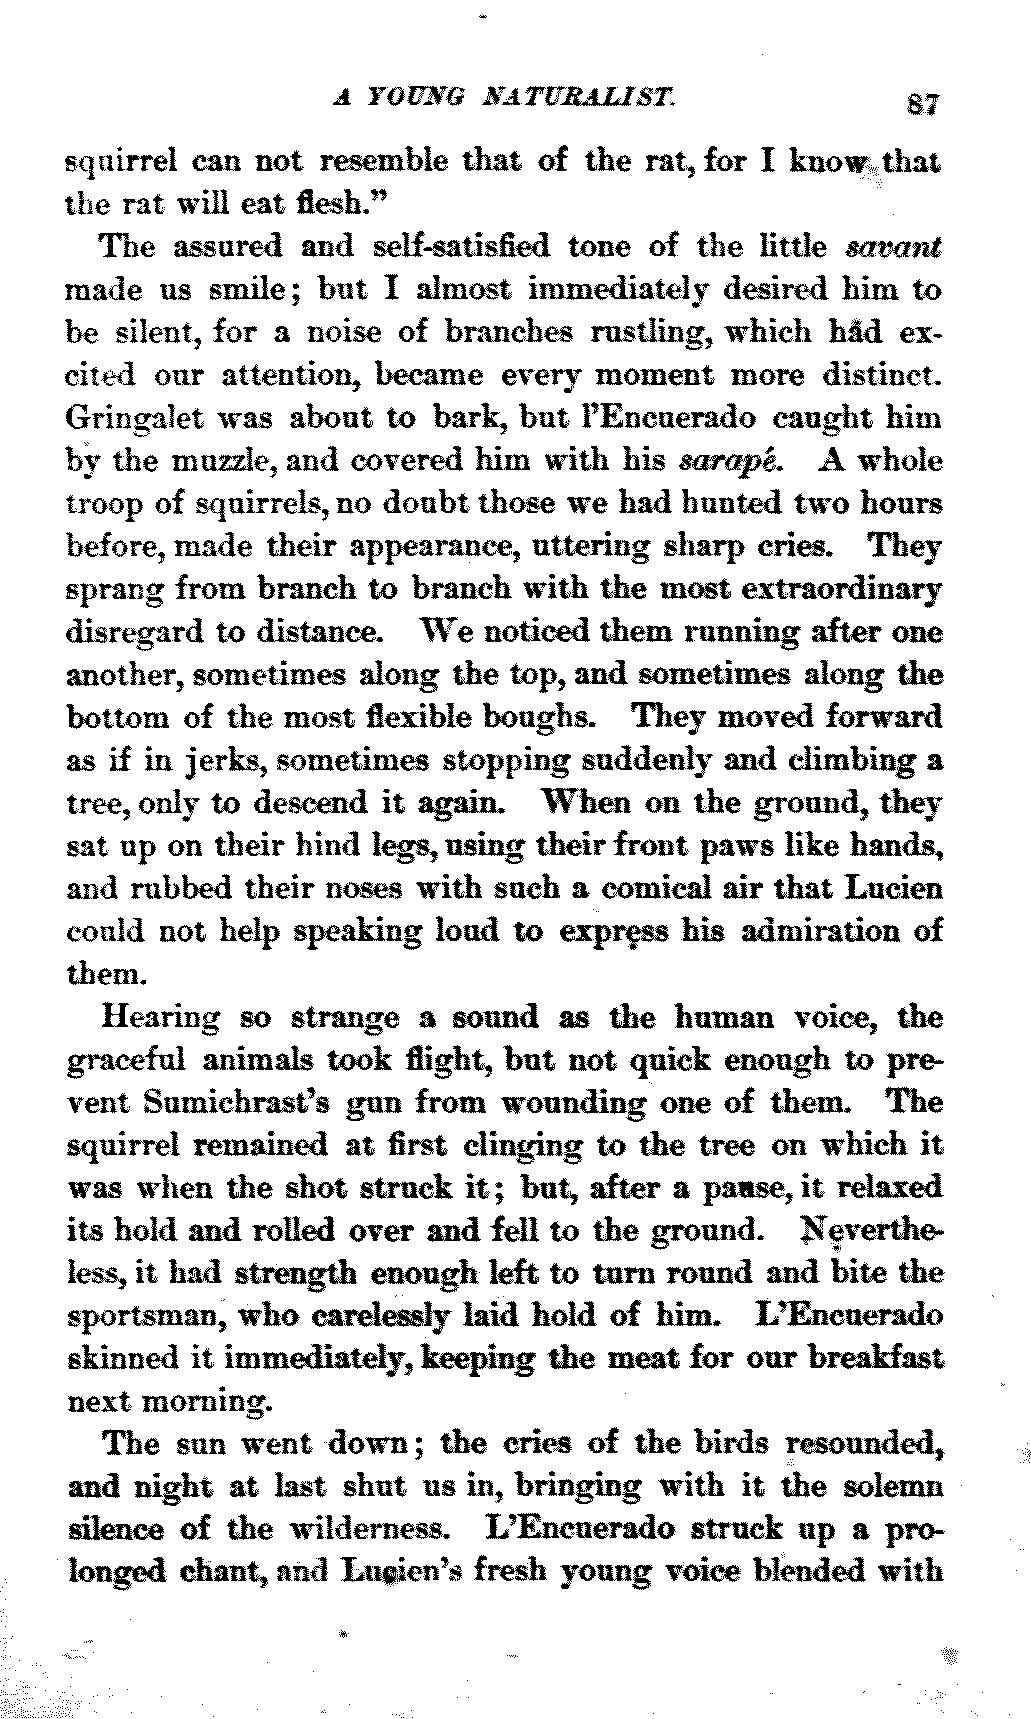 A YOUNG NATURALIST. 87
squirrel can not resemble that of the rat, for I know that
the rat will eat flesh."
The assured and self-satisfied tone of the little savant
made us smile; but I almost immediately desired him to
be silent, for a noise of branches rustling, which had ex-
cited our attention, became every moment more distinct.
Gringalet was about to bark, but l'Encuerado caught him
by the muzzle, and covered him with his sarapé. A whole
troop of squirrels, no doubt those we had hunted two hours
before, made their appearance, uttering sharp cries. They
sprang from branch to branch with the most extraordinary
disregard to distance. We noticed them running after one
another, sometimes along the top, and sometimes along the
bottom of the most flexible boughs. They moved forward
as if in jerks, sometimes stopping suddenly and climbing a
tree, only to descend it again. When on the ground, they
sat up on their hind legs, using their front paws like hands,
and rubbed their noses with such a comical air that Lucien
could not help speaking loud to express his admiration of
them.
Hearing so strange a sound as the human voice, the
graceful animals took flight, but not quick enough to pre-
vent Sumichrast's gun from wounding one of them. The
squirrel remained at first clinging to the tree on which it
was when the shot struck it; but, after a pause, it relaxed
its hold and rolled over and fell to the ground. Neverthe-
less, it had strength enough left to turn round and bite the
sportsman, who carelessly laid hold of him. L'Encuerado
skinned it immediately, keeping the meat for our breakfast
next morning.
The sun went down; the cries of the birds resounded,
and night at last shut us in, bringing with it the solemn
silence of the wilderness. L'Encuerado struck up a pro-
longed chant, and Lucien's fresh young voice blended with